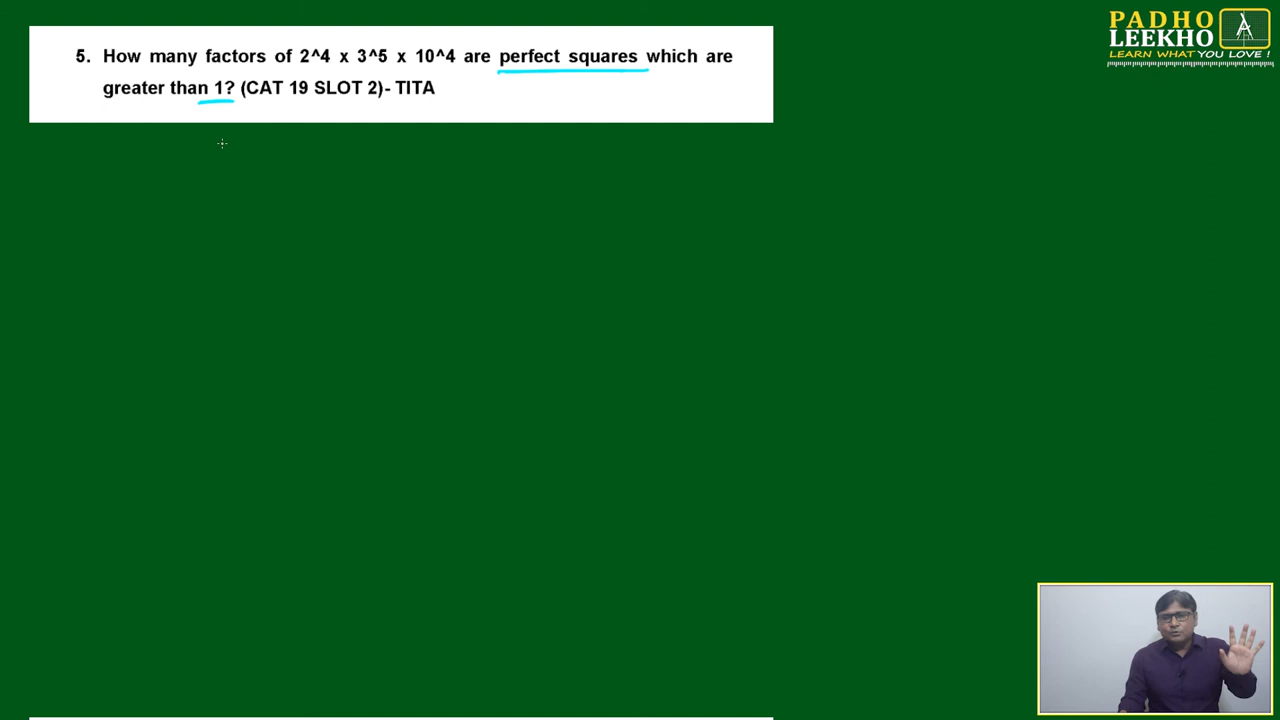 PADHO
LEEKHO
LEARN WHAT YOU LOVE !
5. How many factors of 2^4 x 3^5 x 10^4 are perfect squares which are
greater than 1? (CAT 19 SLOT 2)- TITA